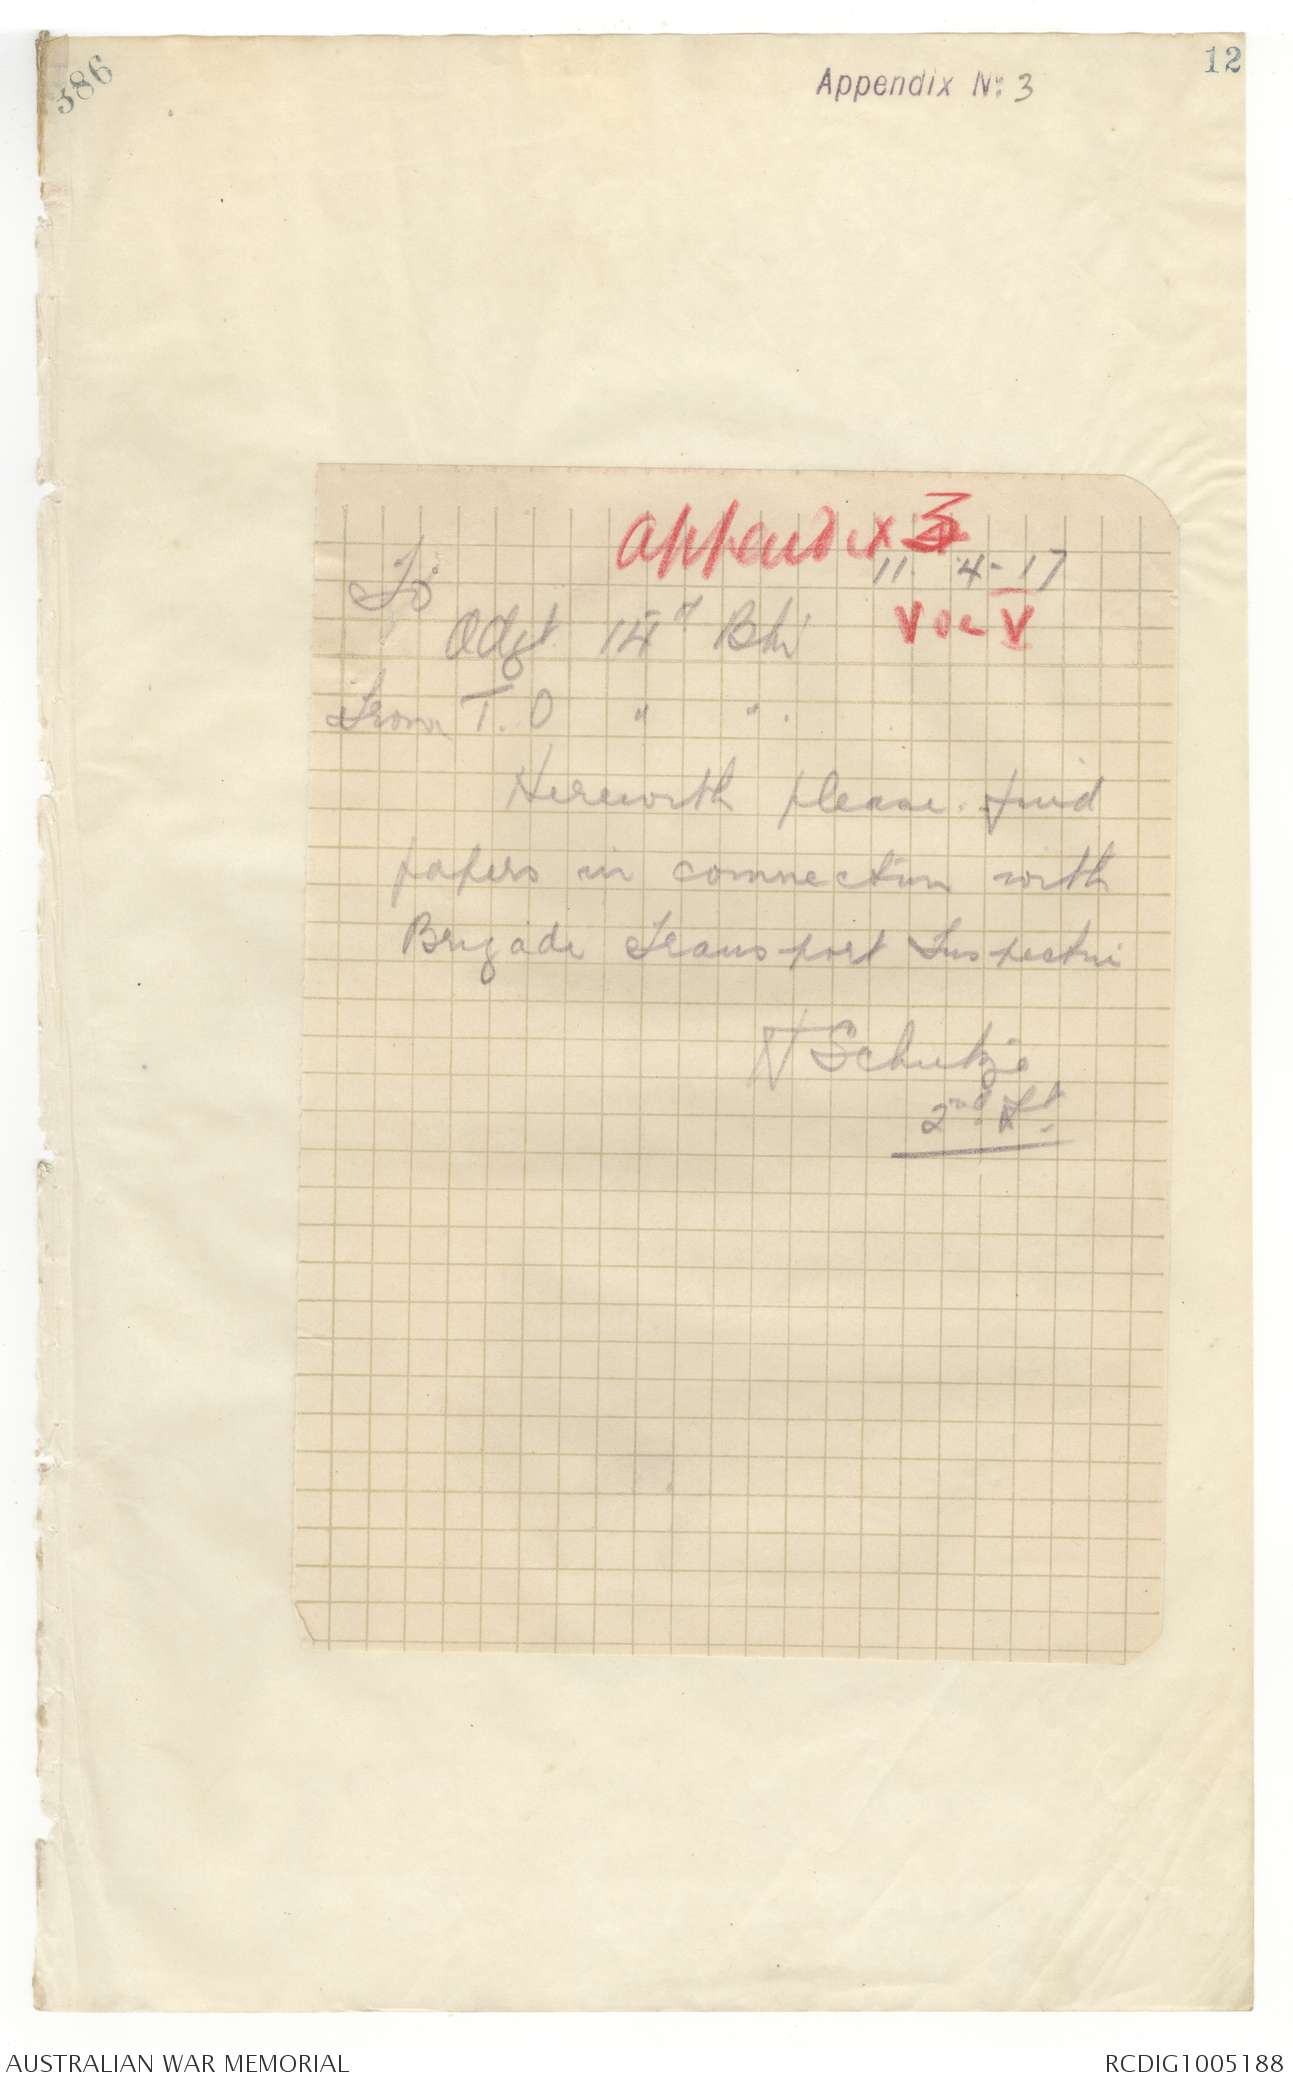 386
12
Appendix No: 3
Appendix 3
11. 4-17
To
Adjt 14th Bn
VOL V
From T. O " " .
Herewith please find
papers in connection with
Brigade Transport Inspection
Schutze
2nd Lt.
AUSTRALIAN WAR MEMORIAL
RCDIG1005188